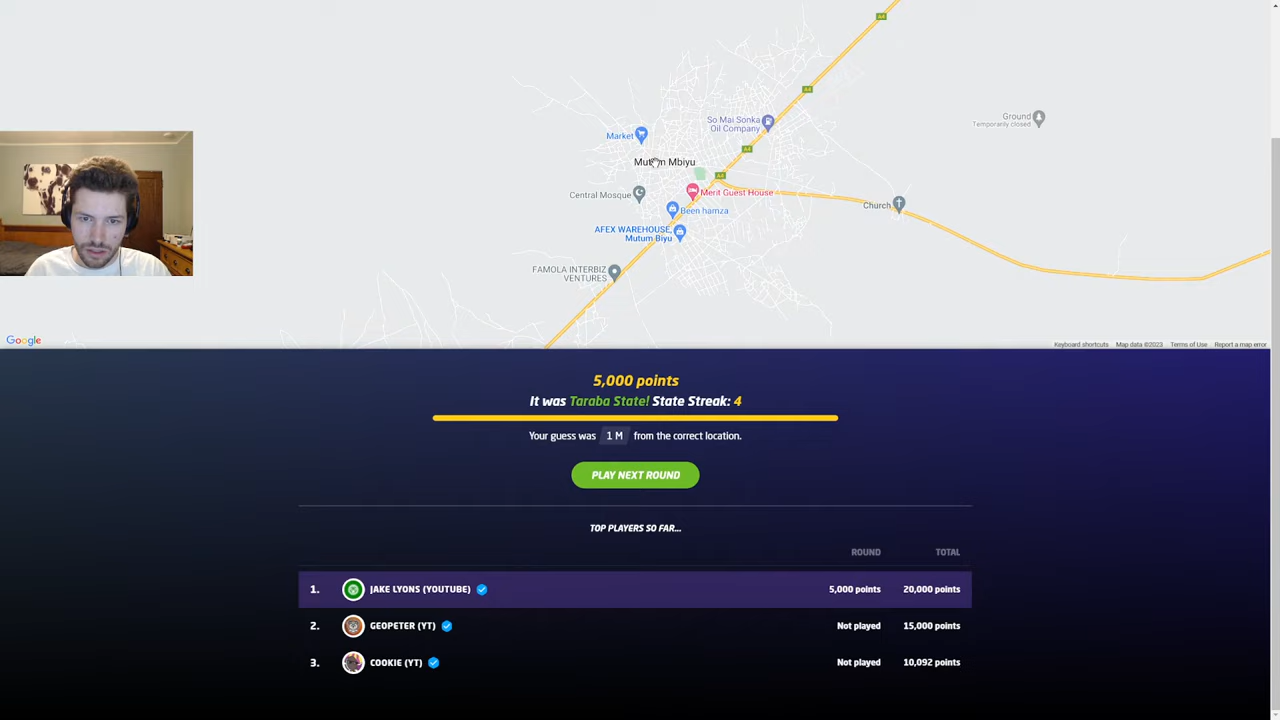 A4
A4
So Mai Sonka
Oil Company
Ground
Temporarily closed
Market
A4
Mutum Mbiyu
A4
Central Mosque
Merit Guest House
Church
Been hamza
AFEX WAREHOUSE,
Mutum Biyu
FAMOLA INTERBIZ
VENTURES
Google
Keyboard shortcuts
Map data ©2023
Terms of Use
Report a map error
5,000 points
It was Taraba State! State Streak: 4
Your guess was 1 M from the correct location.
PLAY NEXT ROUND
TOP PLAYERS SO FAR...
ROUND TOTAL
1. JAKE LYONS (YOUTUBE) 5,000 points 20,000 points
2. GEOPETER (YT) Not played 15,000 points
3. COOKIE (YT) Not played 10,092 points